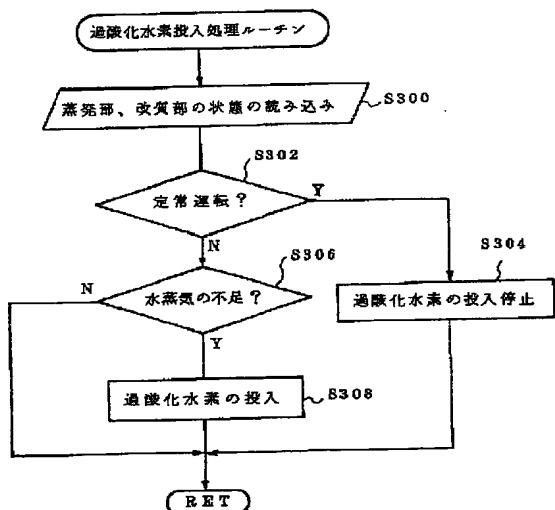 過酸化水素投入処理ルーチン
蒸発部、改質部の状態の読み込み
S300
S302
定常運転?
Y
N
S306
S304
N
水蒸気の不足?
過酸化水素の投入停止
Y
過酸化水素の投入
S308
RET